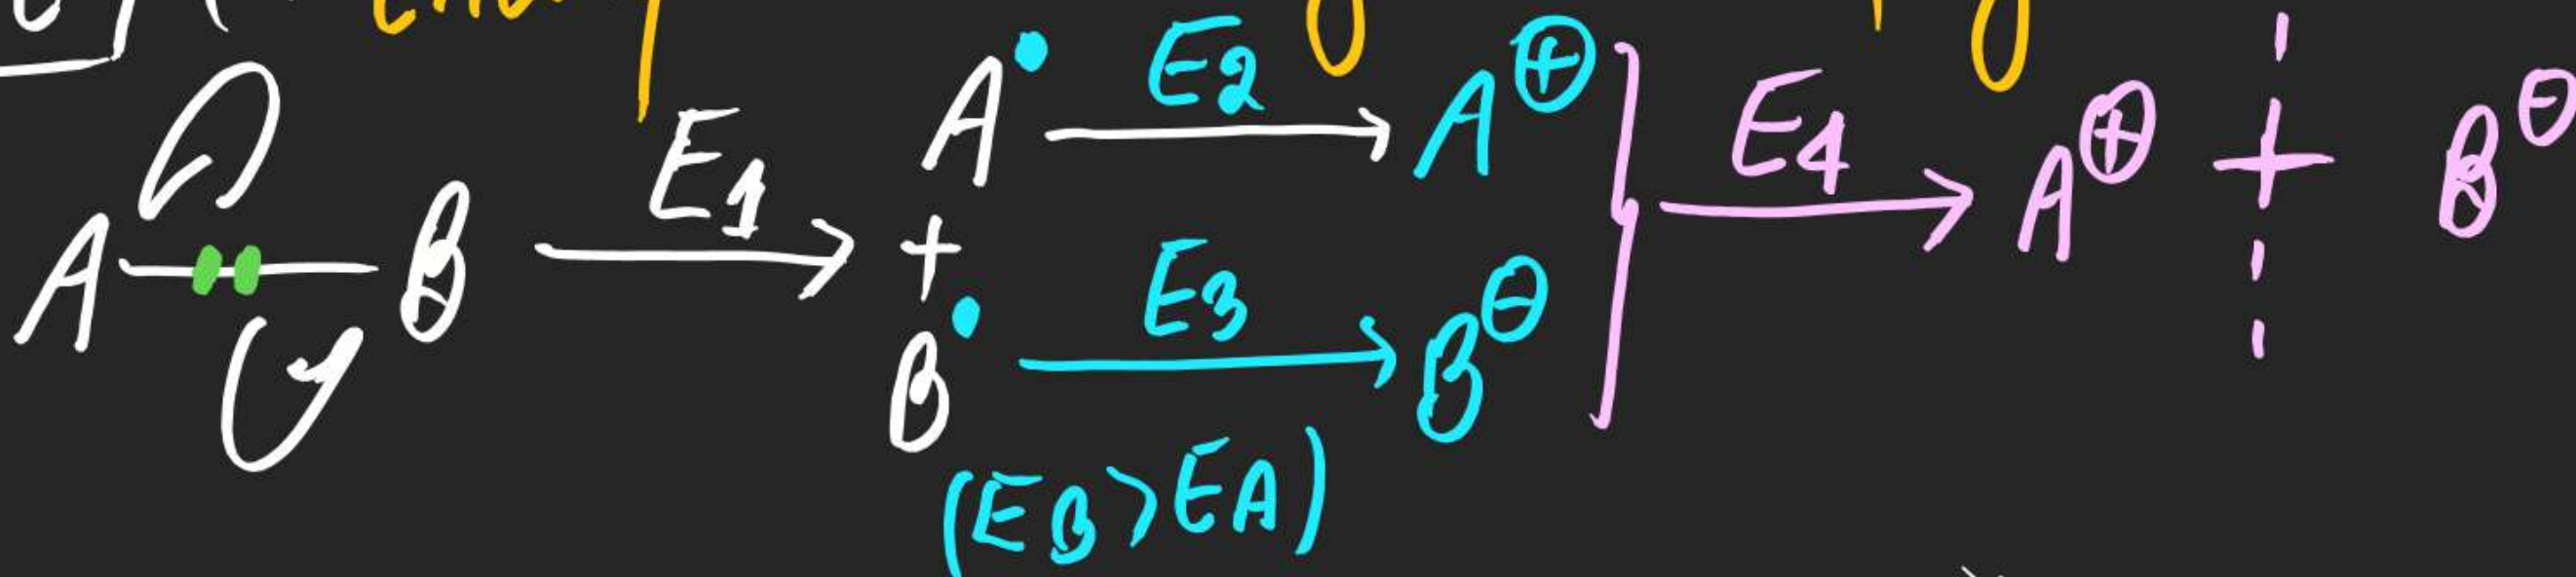 A — B ⟶ E1 A• + B•
A• ⟶ E2 A⊕
B• ⟶ E3 B⊖
(EB > EA)
⟶ E4 A⊕ + B⊖